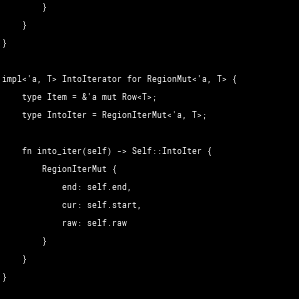 }
    }
}

impl<'a, T> IntoIterator for RegionMut<'a, T> {
    type Item = &'a mut Row<T>;
    type IntoIter = RegionIterMut<'a, T>;

    fn into_iter(self) -> Self::IntoIter {
        RegionIterMut {
            end: self.end,
            cur: self.start,
            raw: self.raw
        }
    }
}